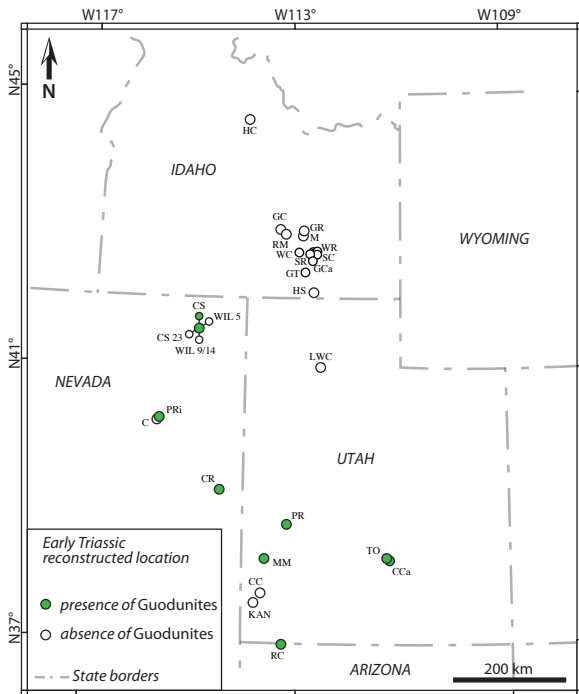 W117°
W113°
W109°
N45°
N
HC
IDAHO
GC
GR
M
RM
WC
WR
SR
SC
GCa
GT
WYOMING
HS
CS
WIL 5
CS 23
WIL 9/14
N41°
LWC
NEVADA
PRi
C
UTAH
CR
PR
MM
TO
CCa
CC
KAN
RC
N37°
ARIZONA
Early Triassic
reconstructed location
presence of Guodunites
absence of Guodunites
State borders
200 km